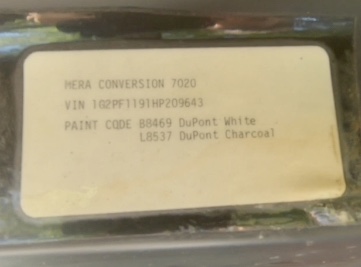 MERA CONVERSION 7020
VIN 1G2PF1191HP209643
PAINT CODE B8469 DuPont White
L8537 DuPont Charcoal